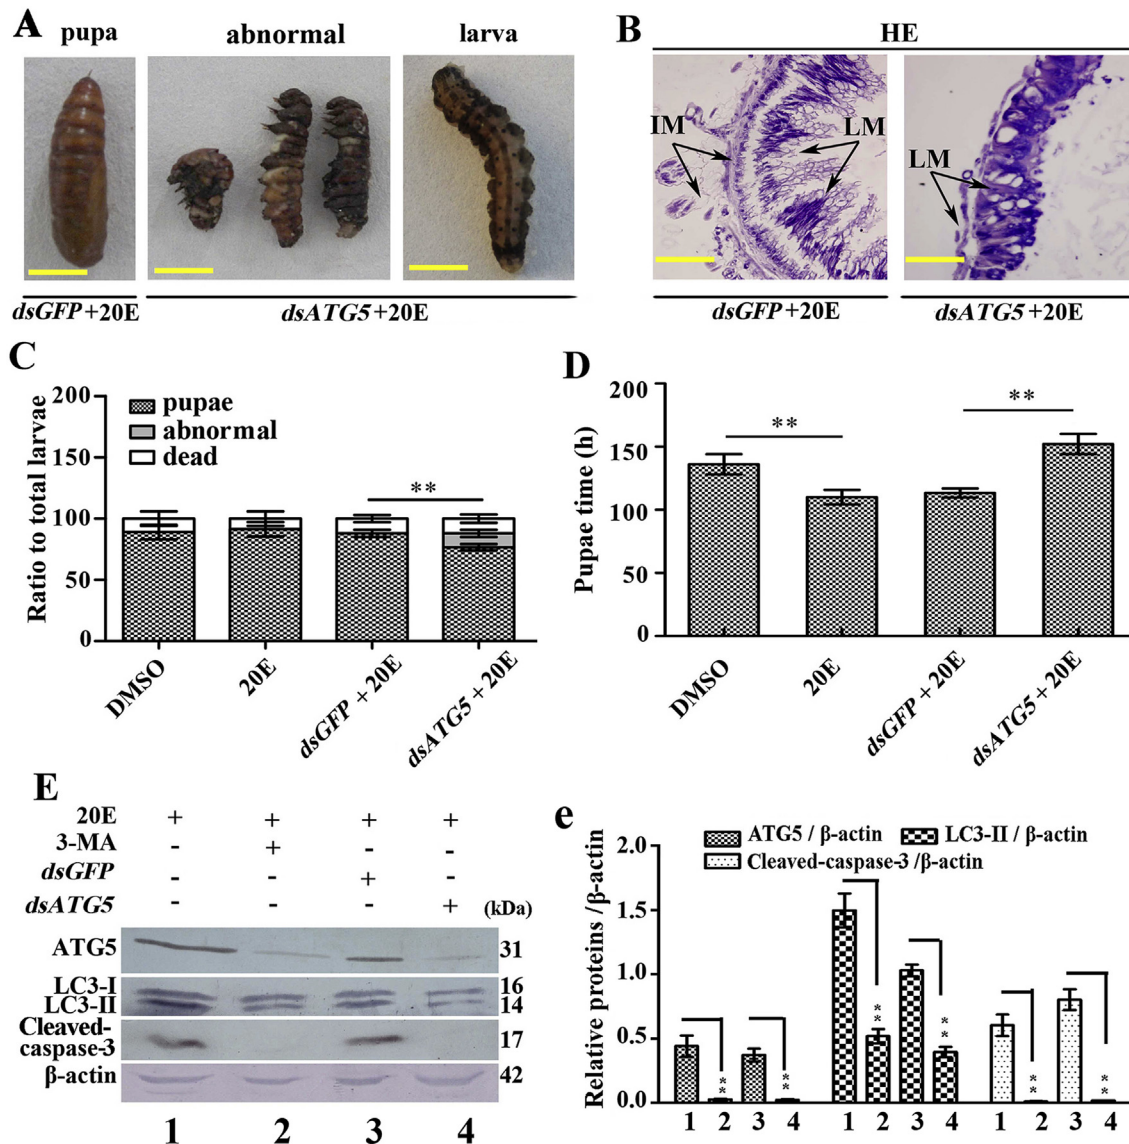 A
pupa abnormal larva
dsGFP+20E dsATG5+20E
B
HE
IM LM LM
dsGFP+20E dsATG5+20E
C
Ratio to total larvae
200
150
100
50
0
pupae
abnormal
dead
**
DMSO 20E dsGFP + 20E dsATG5 + 20E
D
Pupae time (h)
200
150
100
50
0
** **
DMSO 20E dsGFP + 20E dsATG5 + 20E
E
20E + + + +
3-MA - + - -
dsGFP - - + -
dsATG5 - - - + (kDa)
ATG5 31
LC3-I 16
LC3-II 14
Cleaved-
caspase-3 17
β-actin 42
1 2 3 4
e
ATG5 / β-actin LC3-II / β-actin
Cleaved-caspase-3 /β-actin
Relative proteins /β-actin
2.0
1.5
1.0
0.5
0.0
** ** ** ** ** **
1 2 3 4 1 2 3 4 1 2 3 4